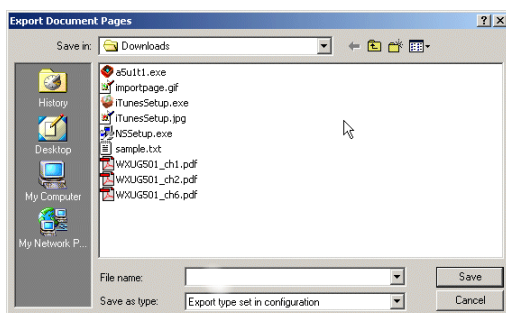 Export Document Pages
Save in: Downloads
History
Desktop
My Computer
My Network P...
a5u1t1.exe
importpage.gif
iTunesSetup.exe
iTunesSetup.jpg
NSSetup.exe
sample.txt
WXUG501_ch1.pdf
WXUG501_ch2.pdf
WXUG501_ch6.pdf
File name:
Save
Save as type: Export type set in configuration
Cancel